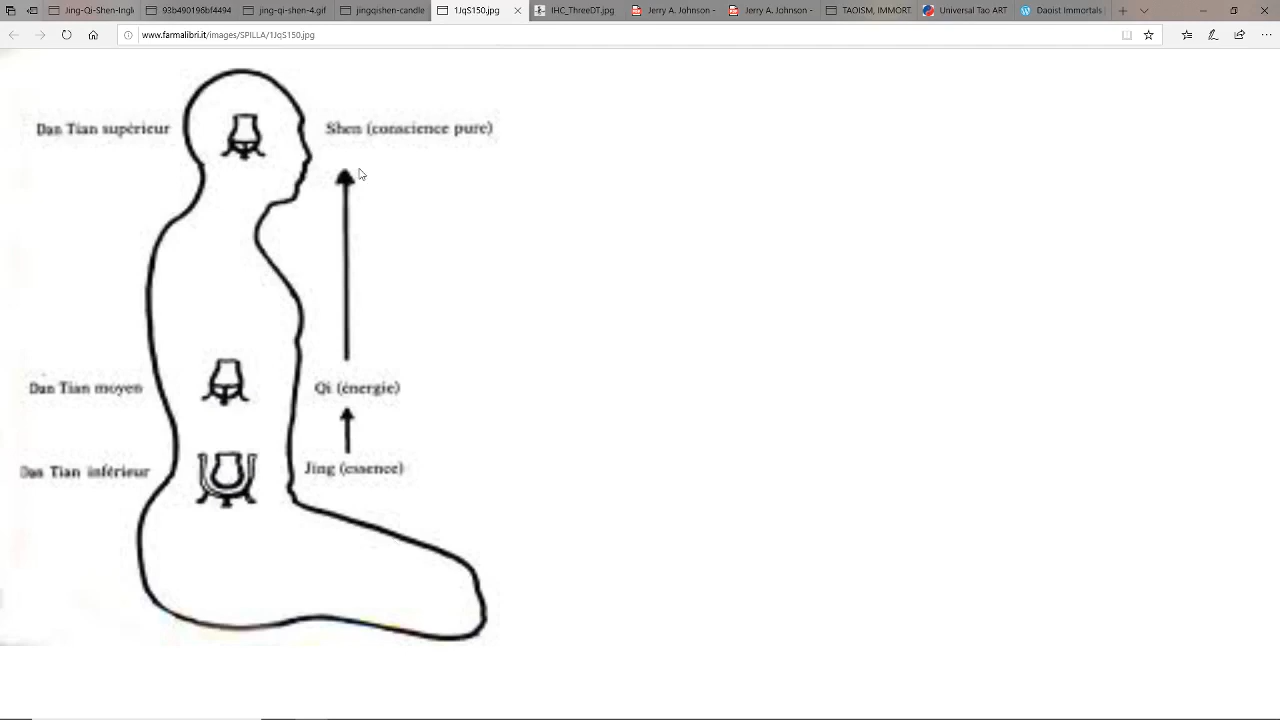 Jing-Qi-Shen-Ingl
93b490196bf4494
jing-qi-shen-4.gif
jingqishen-candle
1JqS150.jpg
IHC_ThreeDT.jpg
Jerry A. Johnson -
Jerry A. Johnson -
TAOISM, IMMORT
Universal Tao ART
Daoist Immortals
www.farmalibri.it/images/SPILLA/1JqS150.jpg
Dan Tian supérieur
Shen (conscience pure)
Dan Tian moyen
Qi (énergie)
Dan Tian inférieur
Jing (essence)